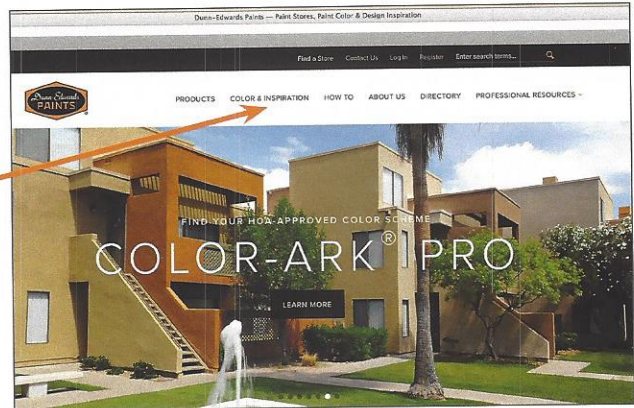 Dunn-Edwards Paints — Paint Stores, Paint Color & Design Inspiration
Find a Store Contact Us Log In Register Enter search terms...
Dunn-Edwards
PAINTS
PRODUCTS COLOR & INSPIRATION HOW TO ABOUT US DIRECTORY PROFESSIONAL RESOURCES
FIND YOUR HOA-APPROVED COLOR SCHEME
COLOR-ARK® PRO
LEARN MORE